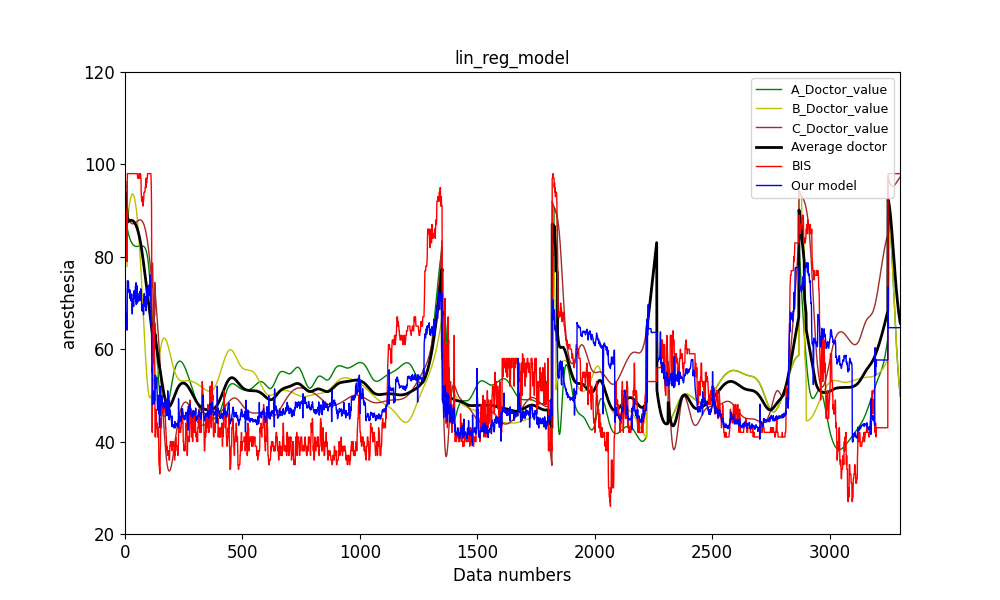 lin_reg_model
120
100
80
60
40
20
anesthesia
0
500
1000
1500
2000
2500
3000
Data numbers
A_Doctor_value
B_Doctor_value
C_Doctor_value
Average doctor
BIS
Our model